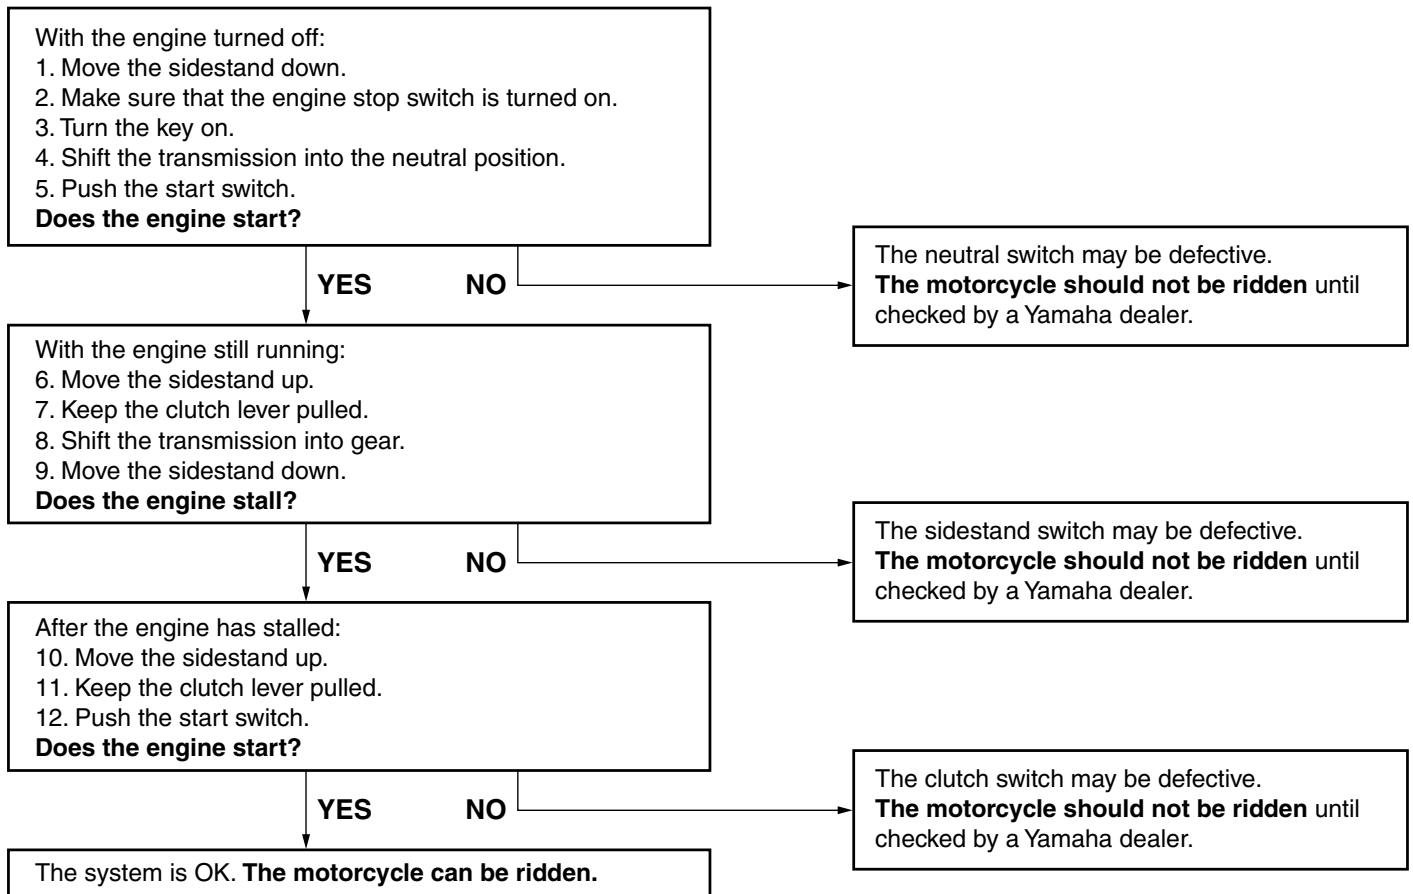 With the engine turned off:
1. Move the sidestand down.
2. Make sure that the engine stop switch is turned on.
3. Turn the key on.
4. Shift the transmission into the neutral position.
5. Push the start switch.
Does the engine start?
YES NO
The neutral switch may be defective.
The motorcycle should not be ridden until
checked by a Yamaha dealer.
With the engine still running:
6. Move the sidestand up.
7. Keep the clutch lever pulled.
8. Shift the transmission into gear.
9. Move the sidestand down.
Does the engine stall?
YES NO
The sidestand switch may be defective.
The motorcycle should not be ridden until
checked by a Yamaha dealer.
After the engine has stalled:
10. Move the sidestand up.
11. Keep the clutch lever pulled.
12. Push the start switch.
Does the engine start?
YES NO
The clutch switch may be defective.
The motorcycle should not be ridden until
checked by a Yamaha dealer.
The system is OK. The motorcycle can be ridden.